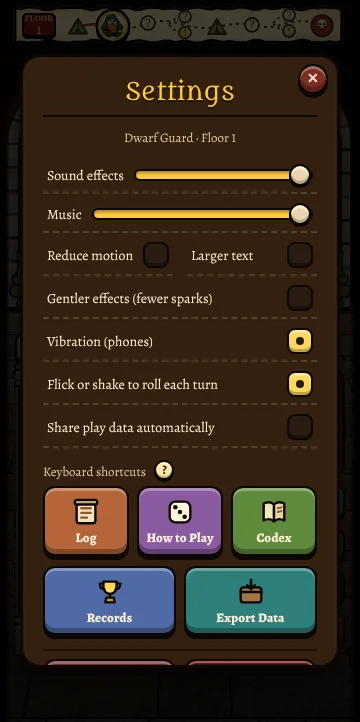 FLOOR
1
Settings
Dwarf Guard · Floor 1
Sound effects
Music
Reduce motion
Larger text
Gentler effects (fewer sparks)
Vibration (phones)
Flick or shake to roll each turn
Share play data automatically
Keyboard shortcuts ?
Log
How to Play
Codex
Records
Export Data